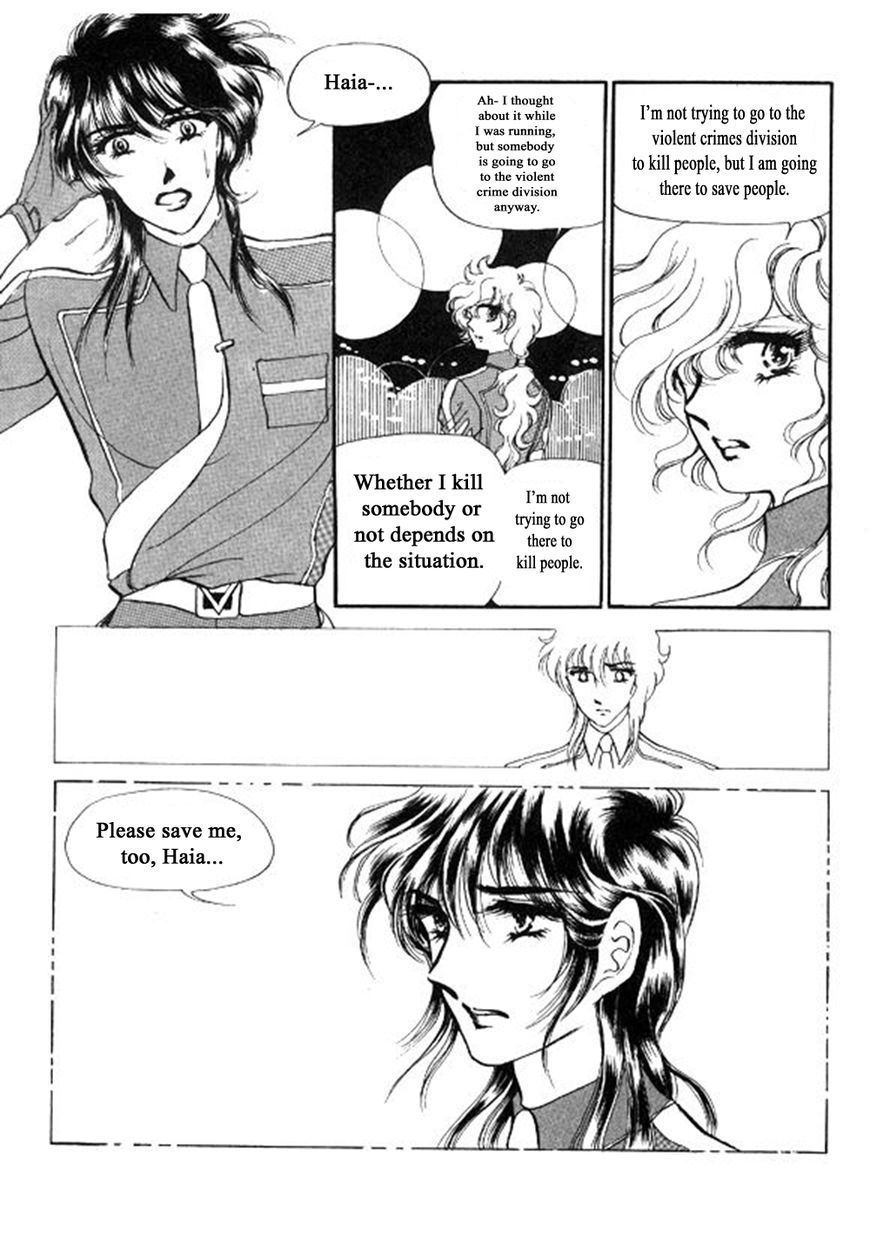 Haia-...
Ah- I thought
about it while
I was running,
but somebody
is going to go
to the violent
crime division
anyway.
Whether I kill
somebody or
not depends on
the situation.
I'm not
trying to go
there to
kill people.
I'm not trying to go to the
violent crimes division
to kill people, but I am going
there to save people.
Please save me,
too, Haia...